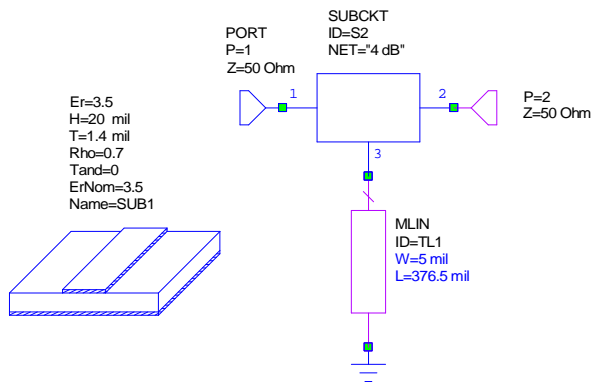 SUBCKT
ID=S2
NET="4 dB"
PORT
P=1
Z=50 Ohm
1
2
3
P=2
Z=50 Ohm
Er=3.5
H=20 mil
T=1.4 mil
Rho=0.7
Tand=0
ErNom=3.5
Name=SUB1
MLIN
ID=TL1
W=5 mil
L=376.5 mil